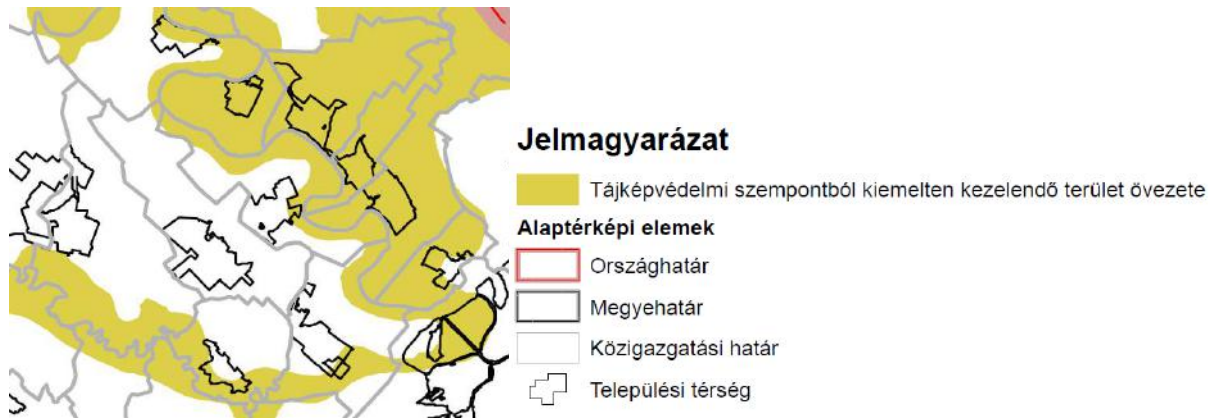 Jelmagyarázat
Tájképvédelmi szempontból kiemelten kezelendő terület övezete
Alaptérképi elemek
Országhatár
Megyehatár
Közigazgatási határ
Települési térség